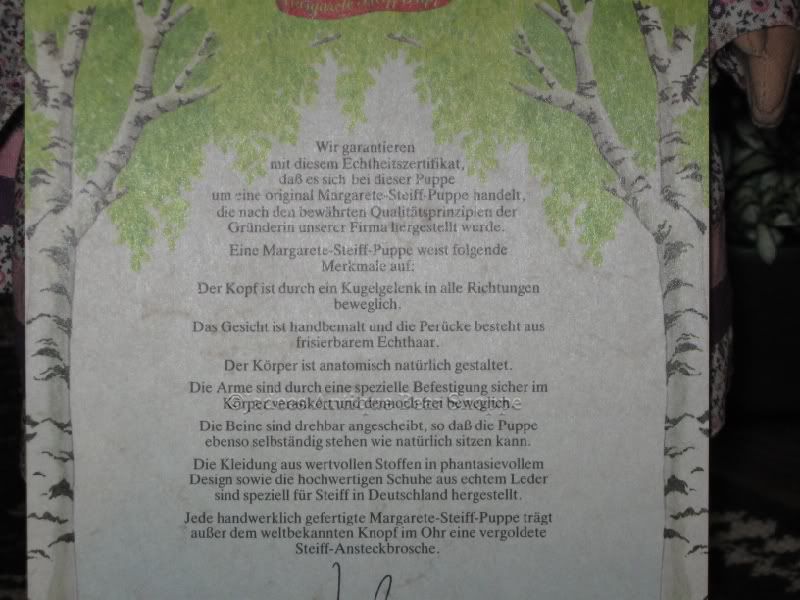 Margarete Steiff Puppe
Wir garantieren
mit diesem Echtheitszertifikat,
daß es sich bei dieser Puppe
um eine original Margarete-Steiff-Puppe handelt,
die nach den bewährten Qualitätsprinzipien der
Gründerin unserer Firma hergestellt wurde.
Eine Margarete-Steiff-Puppe weist folgende
Merkmale auf:
Der Kopf ist durch ein Kugelgelenk in alle Richtungen
beweglich.
Das Gesicht ist handbemalt und die Perücke besteht aus
frisierbarem Echthaar.
Der Körper ist anatomisch natürlich gestaltet.
Die Arme sind durch eine spezielle Befestigung sicher im
Körper verankert und dennoch frei beweglich.
Die Beine sind drehbar angescheibt, so daß die Puppe
ebenso selbständig stehen wie natürlich sitzen kann.
Die Kleidung aus wertvollen Stoffen in phantasievollem
Design sowie die hochwertigen Schuhe aus echtem Leder
sind speziell für Steiff in Deutschland hergestellt.
Jede handwerklich gefertigte Margarete-Steiff-Puppe trägt
außer dem weltbekannten Knopf im Ohr eine vergoldete
Steiff-Ansteckbrosche.